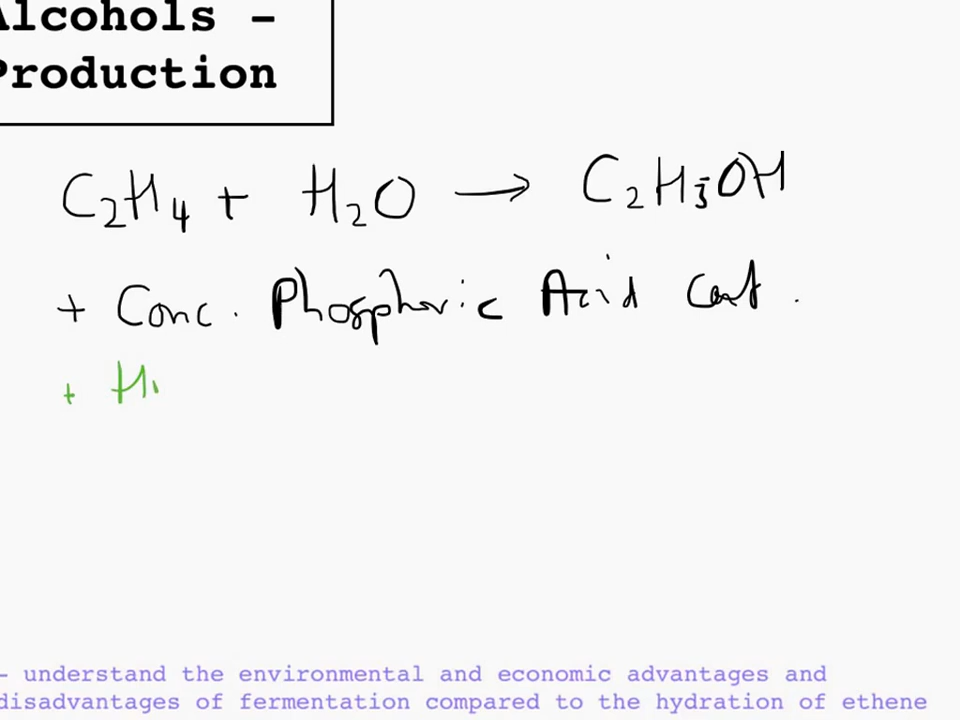 Alcohols -
Production
C₂H₄ + H₂O → C₂H₅OH
+ Conc. Phosphoric Acid Cat.
+ Hi
- understand the environmental and economic advantages and
disadvantages of fermentation compared to the hydration of ethene